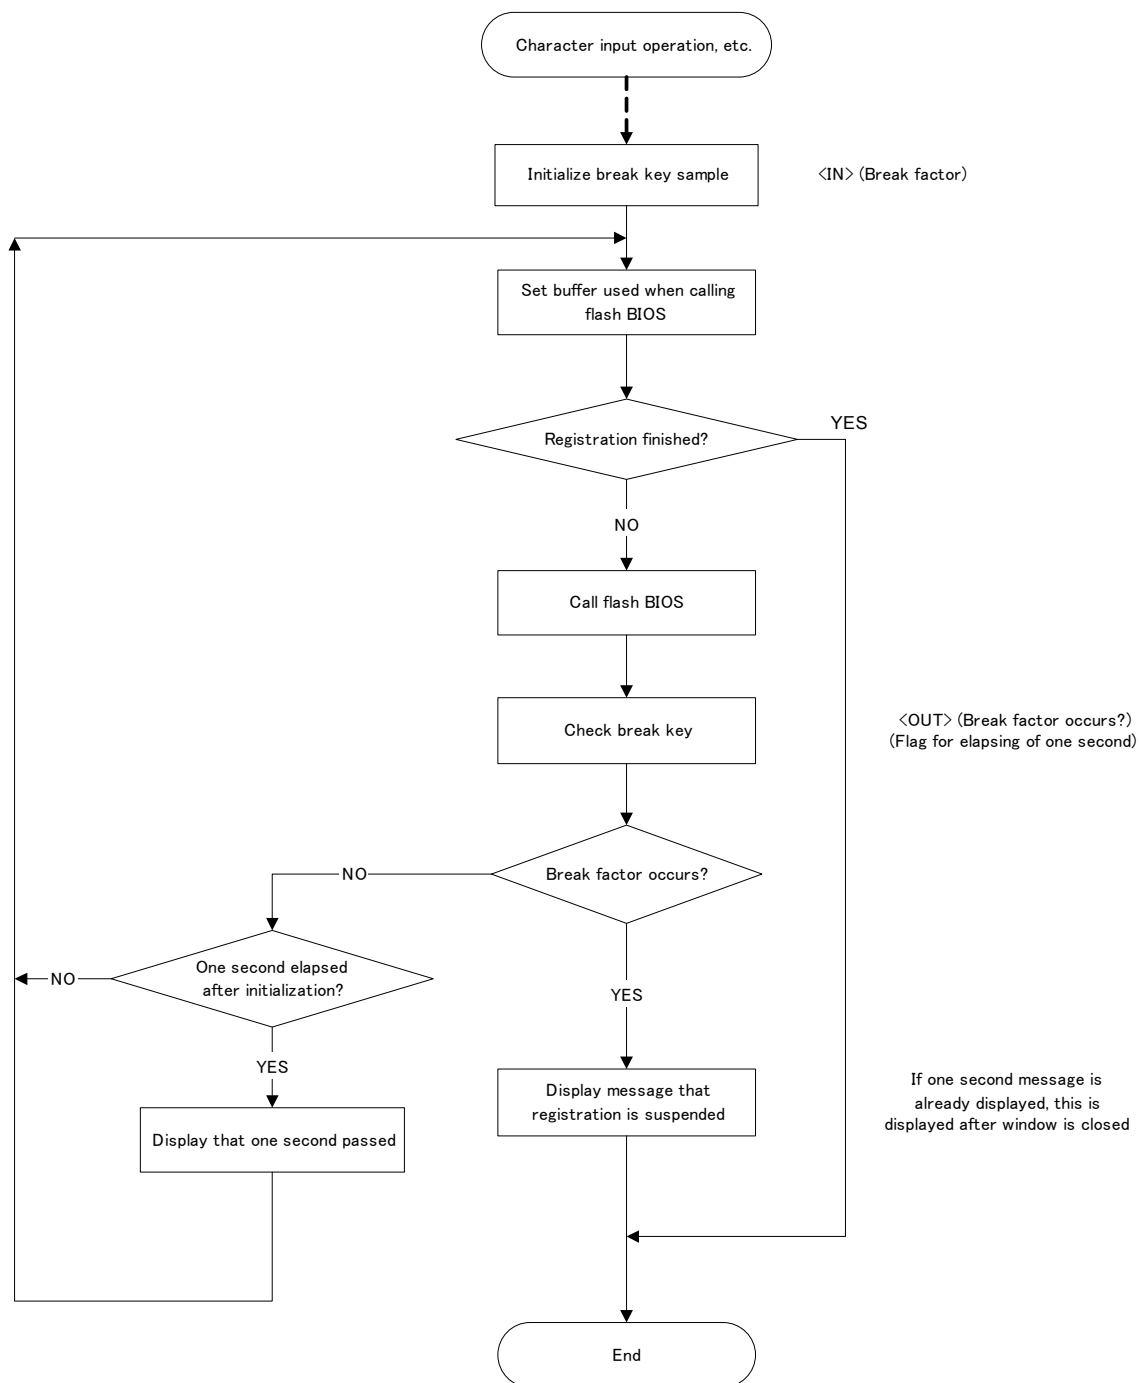 Character input operation, etc.
Initialize break key sample
<IN> (Break factor)
Set buffer used when calling
flash BIOS
Registration finished?
YES
NO
Call flash BIOS
Check break key
<OUT> (Break factor occurs?)
(Flag for elapsing of one second)
Break factor occurs?
NO
One second elapsed
after initialization?
NO
YES
YES
Display message that
registration is suspended
If one second message is
already displayed, this is
displayed after window is closed
Display that one second passed
End